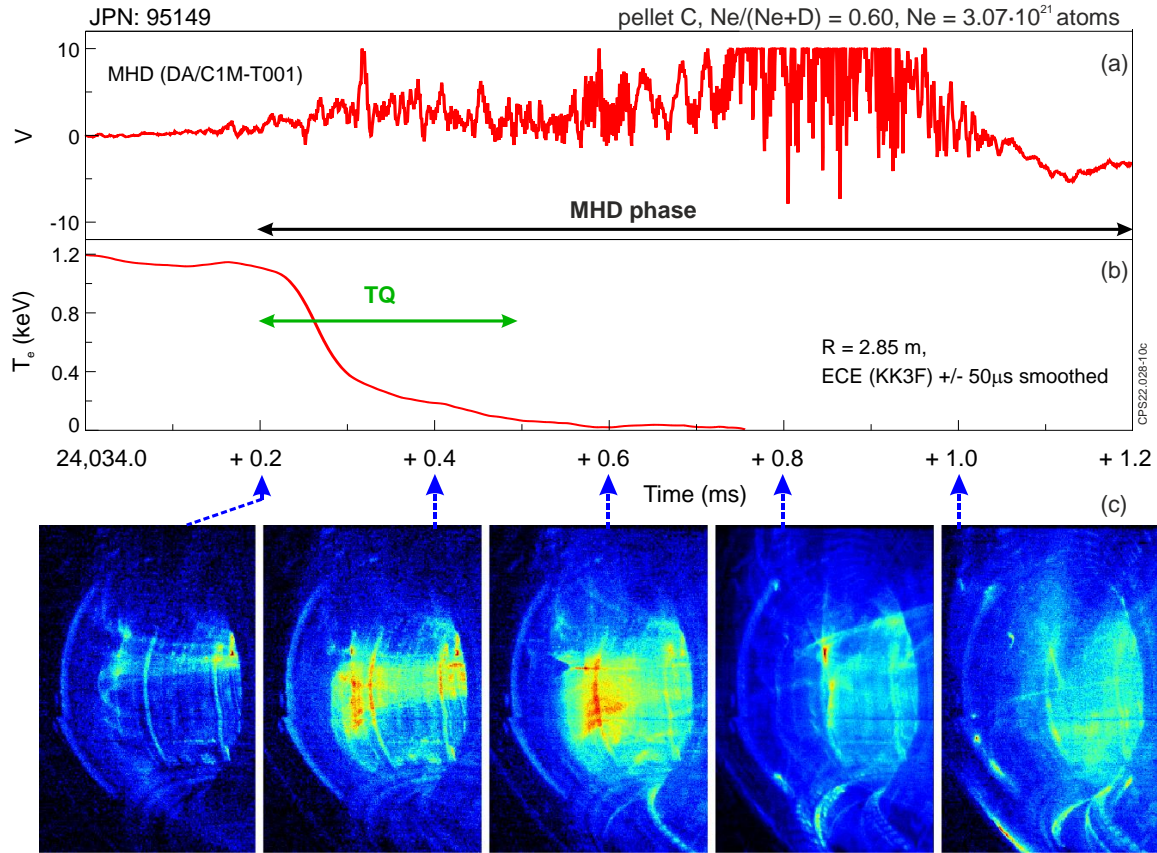 JPN: 95149
pellet C, Ne/(Ne+D) = 0.60, Ne = 3.07·10²¹ atoms
10
MHD (DA/C1M-T001)
(a)
V
0
-10
MHD phase
1.2
(b)
TQ
0.8
T_e (keV)
R = 2.85 m,
0.4
ECE (KK3F) +/- 50μs smoothed
0
CPS22.028-10c
24,034.0 + 0.2 + 0.4 + 0.6 + 0.8 + 1.0 + 1.2
Time (ms)
(c)